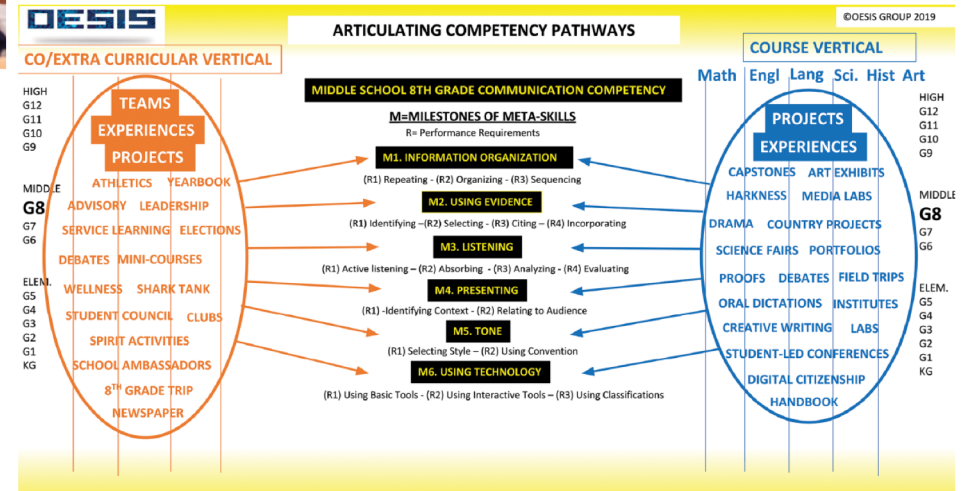 OESIS
©OESIS GROUP 2019
ARTICULATING COMPETENCY PATHWAYS
CO/EXTRA CURRICULAR VERTICAL
HIGH
G12
G11
G10
G9
MIDDLE
G8
G7
G6
ELEM.
G5
G4
G3
G2
G1
KG
TEAMS
EXPERIENCES
PROJECTS
ATHLETICS YEARBOOK
ADVISORY LEADERSHIP
SERVICE LEARNING ELECTIONS
DEBATES MINI-COURSES
WELLNESS SHARK TANK
STUDENT COUNCIL CLUBS
SPIRIT ACTIVITIES
SCHOOL AMBASSADORS
8TH GRADE TRIP
NEWSPAPER
MIDDLE SCHOOL 8TH GRADE COMMUNICATION COMPETENCY
M=MILESTONES OF META-SKILLS
R= Performance Requirements
M1. INFORMATION ORGANIZATION
(R1) Repeating - (R2) Organizing - (R3) Sequencing
M2. USING EVIDENCE
(R1) Identifying –(R2) Selecting - (R3) Citing – (R4) Incorporating
M3. LISTENING
(R1) Active listening – (R2) Absorbing - (R3) Analyzing - (R4) Evaluating
M4. PRESENTING
(R1) -Identifying Context - (R2) Relating to Audience
M5. TONE
(R1) Selecting Style – (R2) Using Convention
M6. USING TECHNOLOGY
(R1) Using Basic Tools - (R2) Using Interactive Tools – (R3) Using Classifications
COURSE VERTICAL
Math Engl Lang Sci. Hist Art
PROJECTS
EXPERIENCES
CAPSTONES ART EXHIBITS
HARKNESS MEDIA LABS
DRAMA COUNTRY PROJECTS
SCIENCE FAIRS PORTFOLIOS
PROOFS DEBATES FIELD TRIPS
ORAL DICTATIONS INSTITUTES
CREATIVE WRITING LABS
STUDENT-LED CONFERENCES
DIGITAL CITIZENSHIP
HANDBOOK
HIGH
G12
G11
G10
G9
MIDDLE
G8
G7
G6
ELEM.
G5
G4
G3
G2
G1
KG